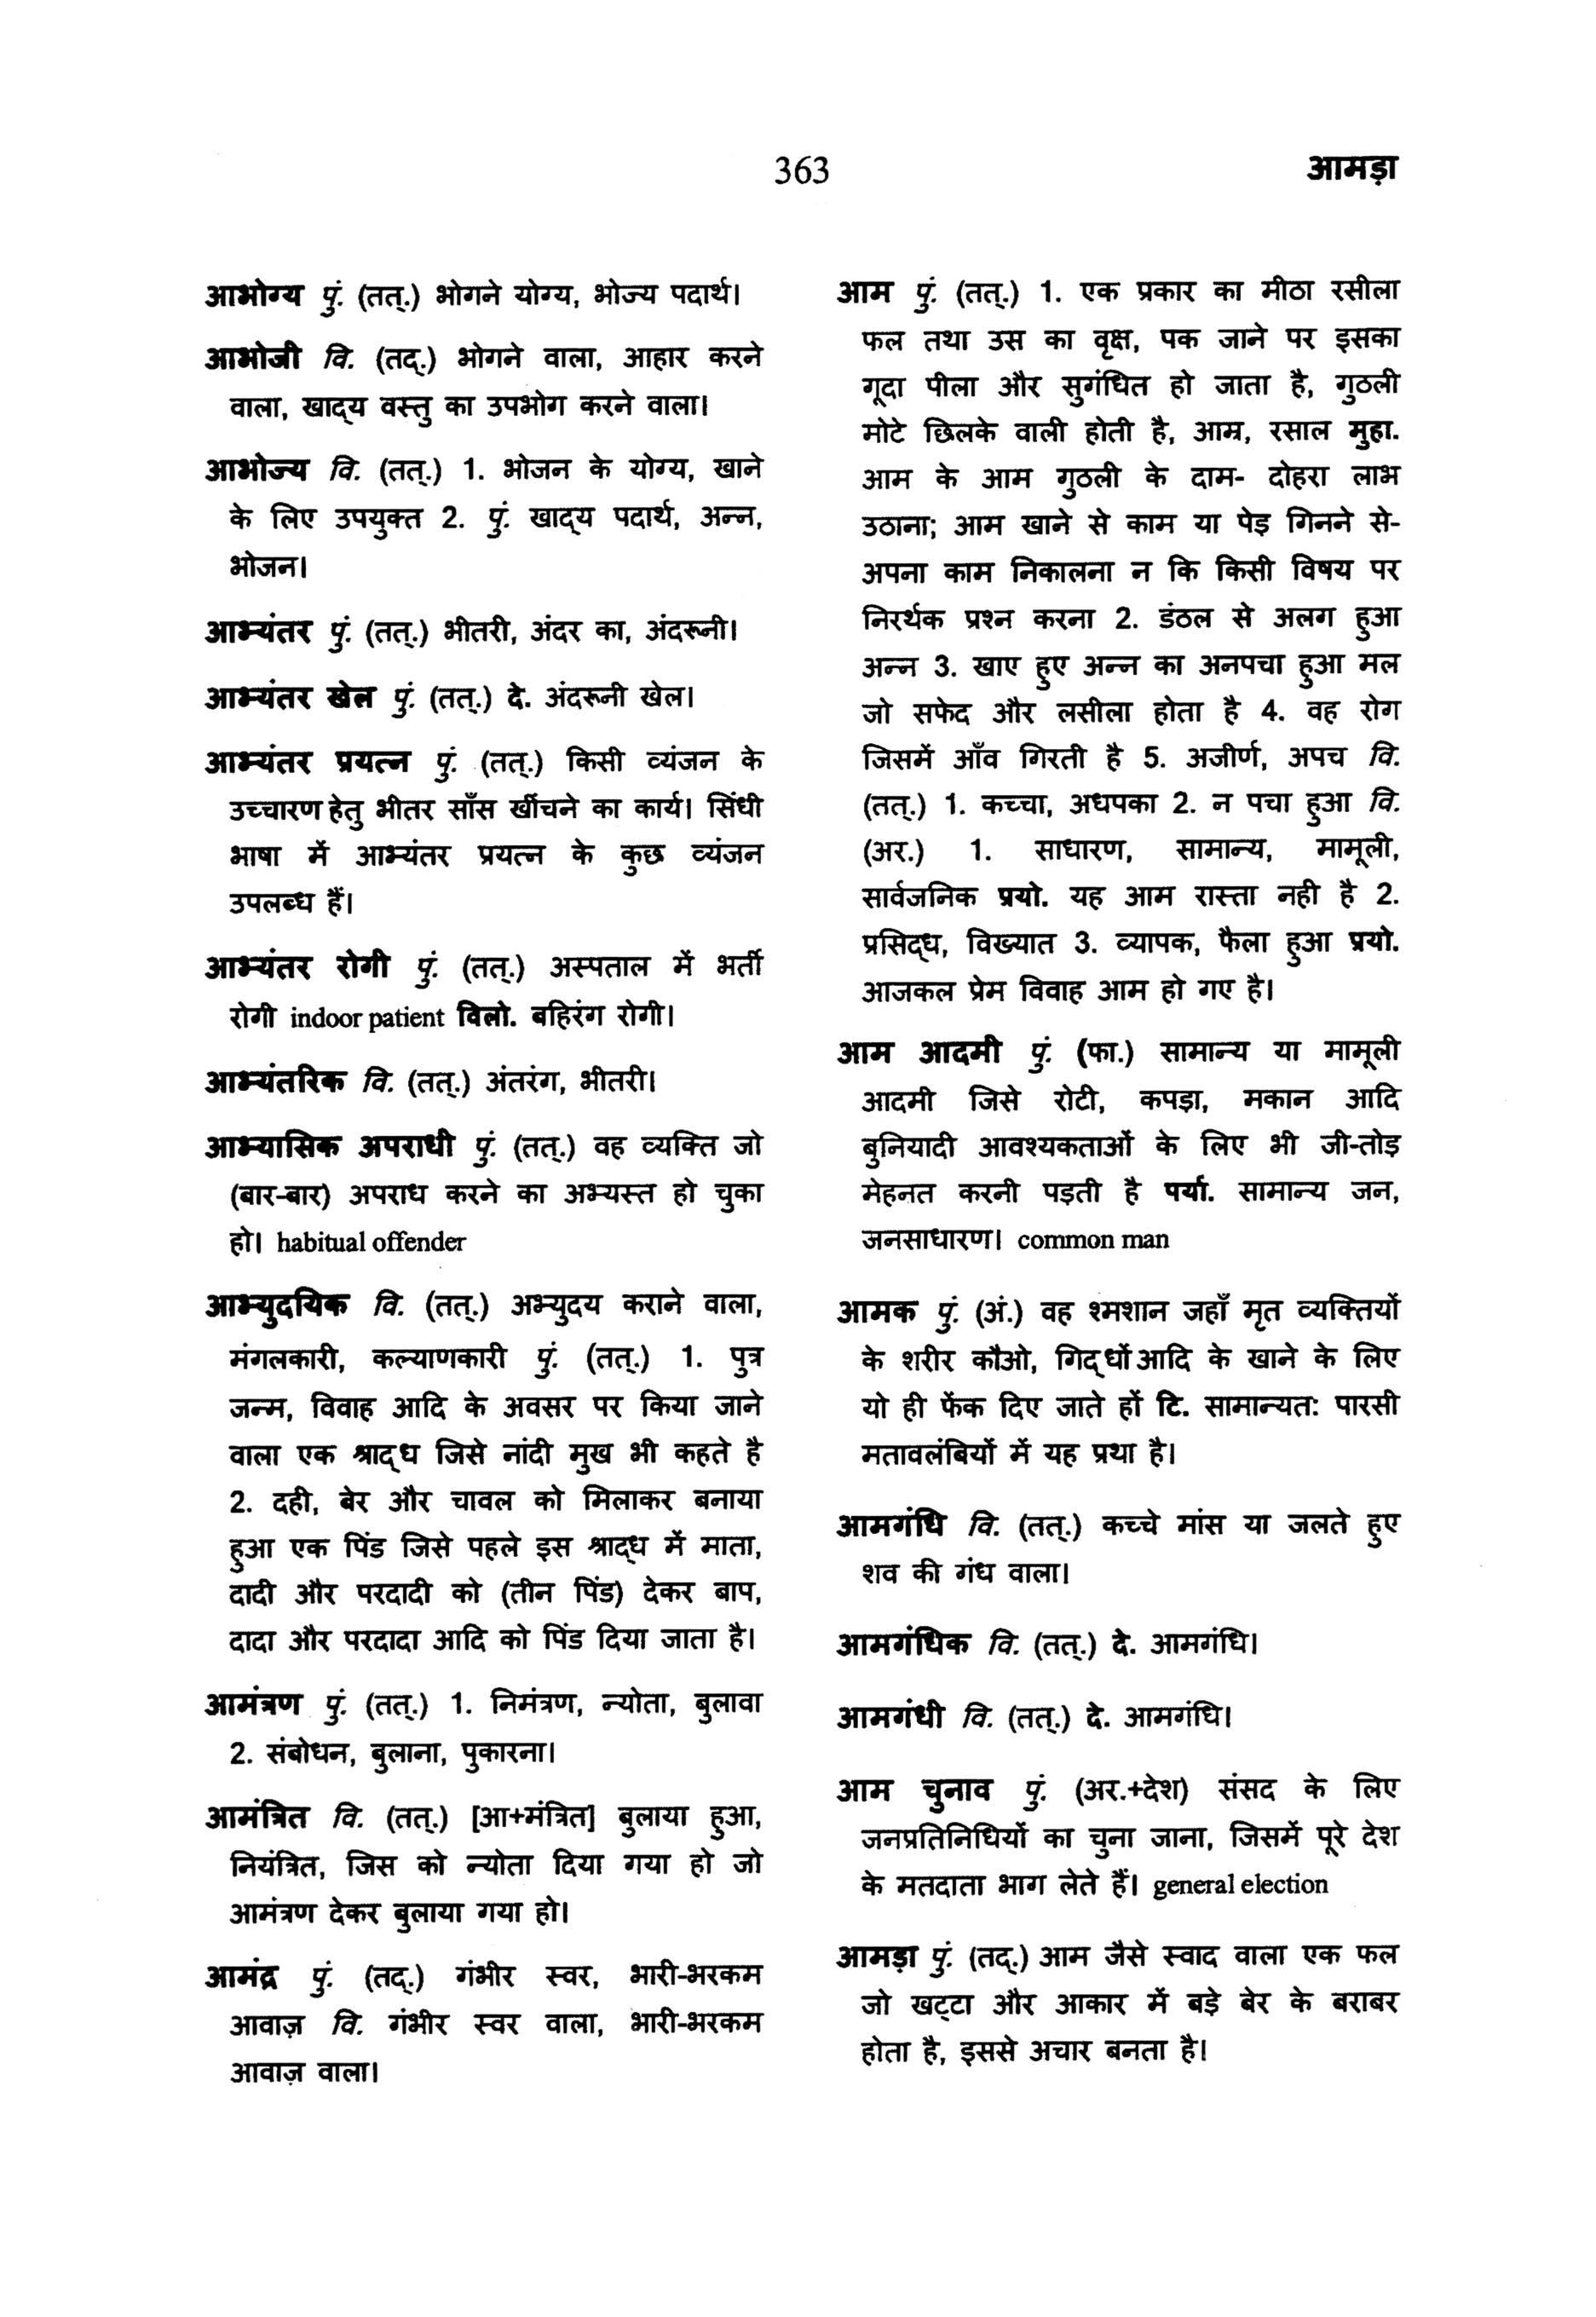 363
आमड़ा
आभोग्य पुं. (तत्.) भोगने योग्य, भोज्य पदार्थ।
आभोजी वि. (तद्.) भोगने वाला, आहार करने
वाला, खाद्‌य वस्तु का उपभोग करने वाला।
आभोज्य वि. (तत्.) 1. भोजन के योग्य, खाने
के लिए उपयुक्त 2. पुं. खाद्‌य पदार्थ, अन्न,
भोजन।
आभ्यंतर पुं. (तत्.) भीतरी, अंदर का, अंदरूनी।
आभ्यंतर खेल पुं. (तत्.) दे. अंदरूनी खेल।
आभ्यंतर प्रयत्न पुं. (तत्.) किसी व्यंजन के
उच्चारण हेतु भीतर साँस खींचने का कार्य। सिंधी
भाषा में आभ्यंतर प्रयत्न के कुछ व्यंजन
उपलब्ध हैं।
आभ्यंतर रोगी पुं. (तत्.) अस्पताल में भर्ती
रोगी indoor patient विलो. बहिरंग रोगी।
आभ्यंतरिक वि. (तत्.) अंतरंग, भीतरी।
आभ्यासिक अपराधी पुं. (तत्.) वह व्यक्ति जो
(बार-बार) अपराध करने का अभ्यस्त हो चुका
हो। habitual offender
आभ्युदयिक वि. (तत्.) अभ्युदय कराने वाला,
मंगलकारी, कल्याणकारी पुं. (तत्.) 1. पुत्र
जन्म, विवाह आदि के अवसर पर किया जाने
वाला एक श्राद्‌ध जिसे नांदी मुख भी कहते है
2. दही, बेर और चावल को मिलाकर बनाया
हुआ एक पिंड जिसे पहले इस श्राद्‌ध में माता,
दादी और परदादी को (तीन पिंड) देकर बाप,
दादा और परदादा आदि को पिंड दिया जाता है।
आमंत्रण पुं. (तत्.) 1. निमंत्रण, न्योता, बुलावा
2. संबोधन, बुलाना, पुकारना।
आमंत्रित वि. (तत्.) [आ+मंत्रित] बुलाया हुआ,
नियंत्रित, जिस को न्योता दिया गया हो जो
आमंत्रण देकर बुलाया गया हो।
आमंद्र पुं. (तद्.) गंभीर स्वर, भारी-भरकम
आवाज़ वि. गंभीर स्वर वाला, भारी-भरकम
आवाज़ वाला।
आम पुं. (तत्.) 1. एक प्रकार का मीठा रसीला
फल तथा उस का वृक्ष, पक जाने पर इसका
गूदा पीला और सुगंधित हो जाता है, गुठली
मोटे छिलके वाली होती है, आम्र, रसाल मुहा.
आम के आम गुठली के दाम- दोहरा लाभ
उठाना; आम खाने से काम या पेड़ गिनने से-
अपना काम निकालना न कि किसी विषय पर
निरर्थक प्रश्न करना 2. डंठल से अलग हुआ
अन्न 3. खाए हुए अन्न का अनपचा हुआ मल
जो सफेद और लसीला होता है 4. वह रोग
जिसमें आँव गिरती है 5. अजीर्ण, अपच वि.
(तत्.) 1. कच्चा, अधपका 2. न पचा हुआ वि.
(अर.) 1. साधारण, सामान्य, मामूली,
सार्वजनिक प्रयो. यह आम रास्ता नही है 2.
प्रसिद्‌ध, विख्यात 3. व्यापक, फैला हुआ प्रयो.
आजकल प्रेम विवाह आम हो गए है।
आम आदमी पुं. (फा.) सामान्य या मामूली
आदमी जिसे रोटी, कपड़ा, मकान आदि
बुनियादी आवश्यकताओं के लिए भी जी-तोड़
मेहनत करनी पड़ती है पर्या. सामान्य जन,
जनसाधारण। common man
आमक पुं. (अं.) वह श्मशान जहाँ मृत व्यक्तियों
के शरीर कौओ, गिद्‌धों आदि के खाने के लिए
यो ही फेंक दिए जाते हों टि. सामान्यत: पारसी
मतावलंबियों में यह प्रथा है।
आमगंधि वि. (तत्.) कच्चे मांस या जलते हुए
शव की गंध वाला।
आमगंधिक वि. (तत्.) दे. आमगंधि।
आमगंधी वि. (तत्.) दे. आमगंधि।
आम चुनाव पुं. (अर.+देश) संसद के लिए
जनप्रतिनिधियों का चुना जाना, जिसमें पूरे देश
के मतदाता भाग लेते हैं। general election
आमड़ा पुं. (तद्.) आम जैसे स्वाद वाला एक फल
जो खट्‌टा और आकार में बड़े बेर के बराबर
होता है, इससे अचार बनता है।